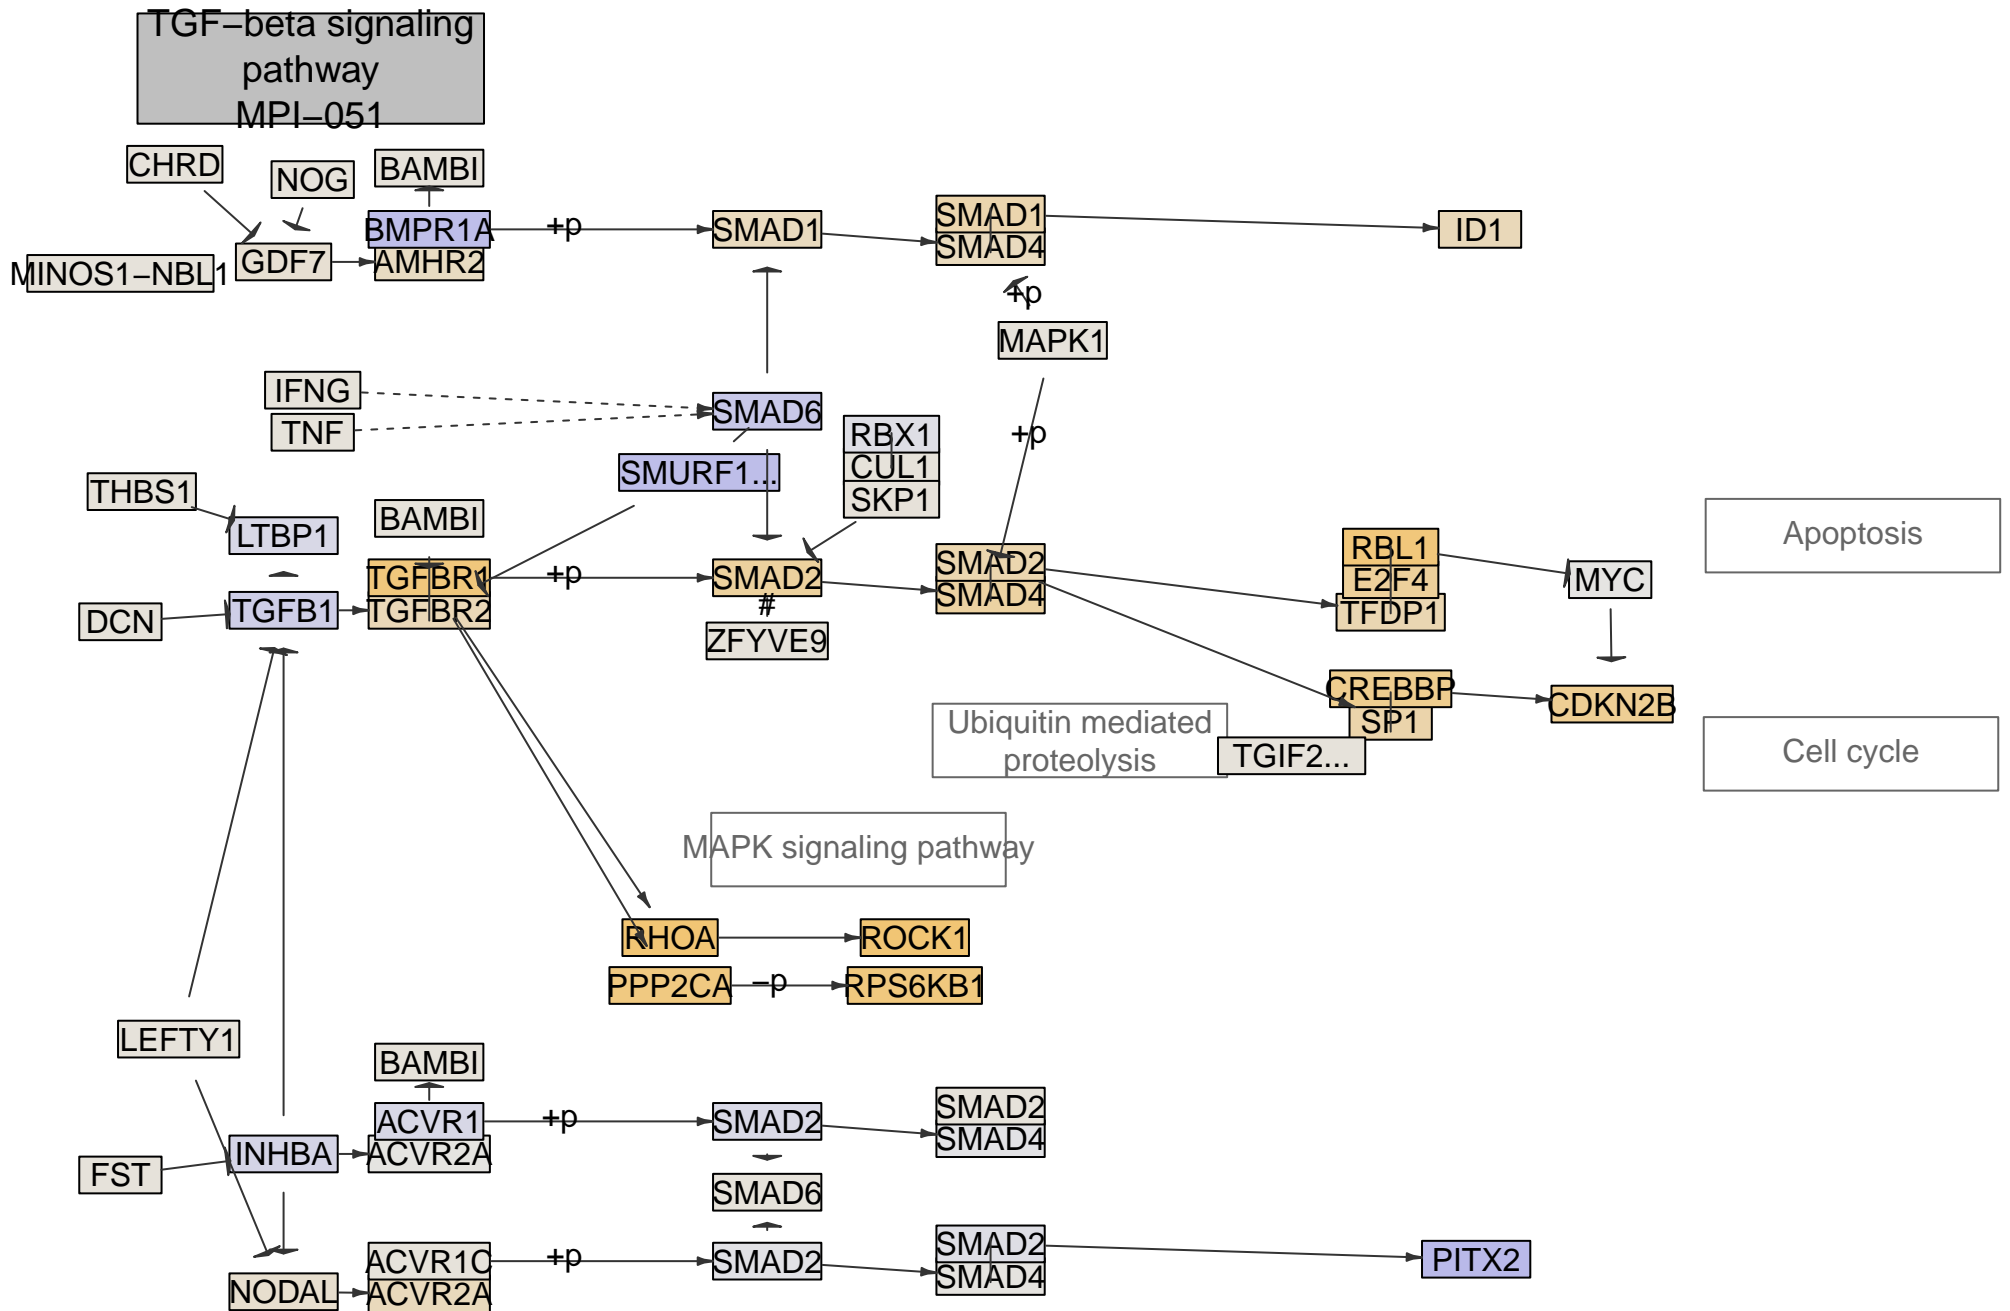 TGF−beta signaling
pathway
MPI−051
CHRD
NOG
BAMBI
BMPR1A
+p
SMAD1
SMAD1
SMAD4
ID1
MINOS1−NBL1
GDF7
AMHR2
+p
MAPK1
IFNG
TNF
SMAD6
RBX1
CUL1
SKP1
+p
SMURF1...
THBS1
LTBP1
BAMBI
Apoptosis
TGFBR1
+p
SMAD2
#
SMAD2
SMAD4
RBL1
E2F4
TFDP1
MYC
DCN
TGFB1
TGFBR2
ZFYVE9
CREBBP
SP1
CDKN2B
Ubiquitin mediated
proteolysis
TGIF2...
Cell cycle
MAPK signaling pathway
RHOA
ROCK1
PPP2CA
−p
RPS6KB1
LEFTY1
BAMBI
ACVR1
+p
SMAD2
SMAD2
SMAD4
INHBA
ACVR2A
FST
SMAD6
ACVR1C
+p
SMAD2
SMAD2
SMAD4
PITX2
NODAL
ACVR2A